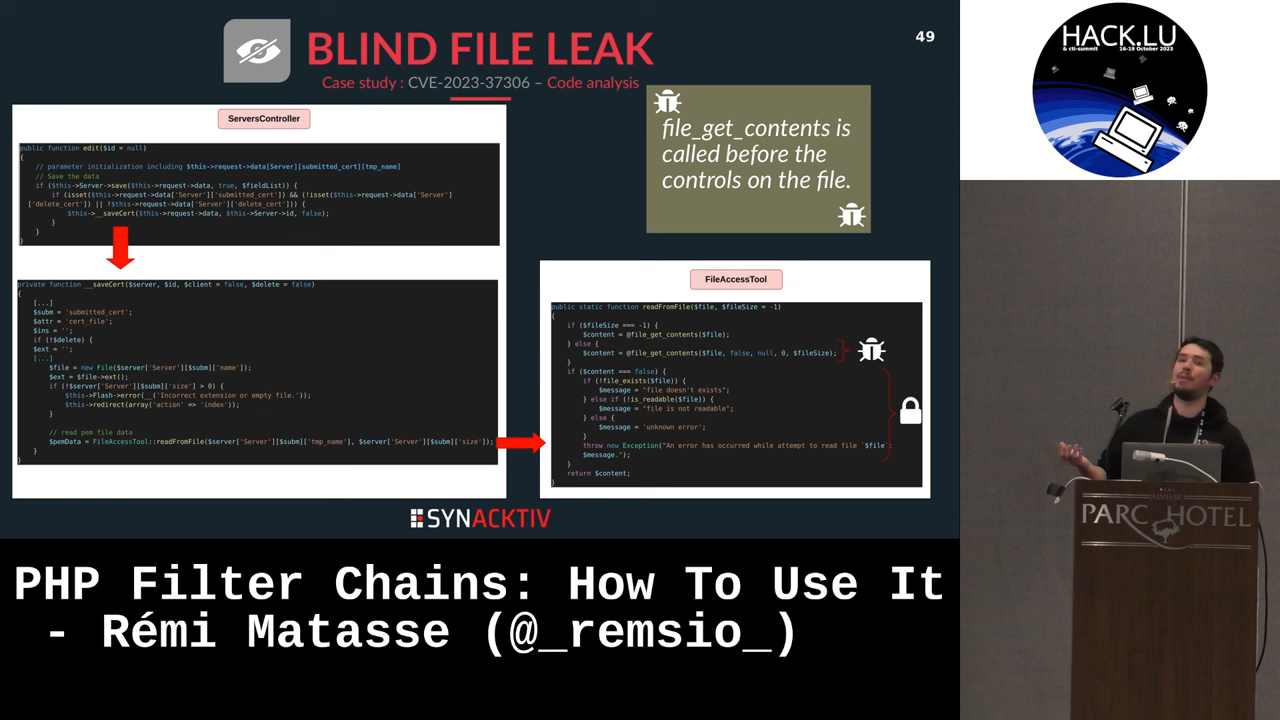 BLIND FILE LEAK
Case study : CVE-2023-37306 – Code analysis
49
ServersController
public function edit($id = null)
{
// parameter initialization including $this->request->data[Server][submitted_cert][tmp_name]
// Save the data
if ($this->Server->save($this->request->data, true, $fieldList)) {
if (isset($this->request->data['Server']['submitted_cert']) && (!isset($this->request->data['Server']
['delete_cert']) || !$this->request->data['Server']['delete_cert'])) {
$this->__saveCert($this->request->data, $this->Server->id, false);
}
}
}
private function __saveCert($server, $id, $client = false, $delete = false)
{
[...]
$subm = 'submitted_cert';
$attr = 'cert_file';
$ins = '';
if (!$delete) {
$ext = '';
[...]
$file = new File($server['Server'][$subm]['name']);
$ext = $file->ext();
if (!$server['Server'][$subm]['size'] > 0) {
$this->Flash->error(__('Incorrect extension or empty file.'));
$this->redirect(array('action' => 'index'));
}
// read pem file data
$pemData = FileAccessTool::readFromFile($server['Server'][$subm]['tmp_name'], $server['Server'][$subm]['size']);
}
}
file_get_contents is
called before the
controls on the file.
FileAccessTool
public static function readFromFile($file, $fileSize = -1)
{
if ($fileSize === -1) {
$content = @file_get_contents($file);
} else {
$content = @file_get_contents($file, false, null, 0, $fileSize);
}
if ($content === false) {
if (!file_exists($file)) {
$message = "file doesn't exists";
} else if (!is_readable($file)) {
$message = "file is not readable";
} else {
$message = 'unknown error';
}
throw new Exception("An error has occurred while attempt to read file `$file`:
$message.");
}
return $content;
}
SYNACKTIV
HACK.LU
& cti-summit 16-19 October 2023
ALVISSE
PARC HOTEL
PHP Filter Chains: How To Use It
- Rémi Matasse (@_remsio_)